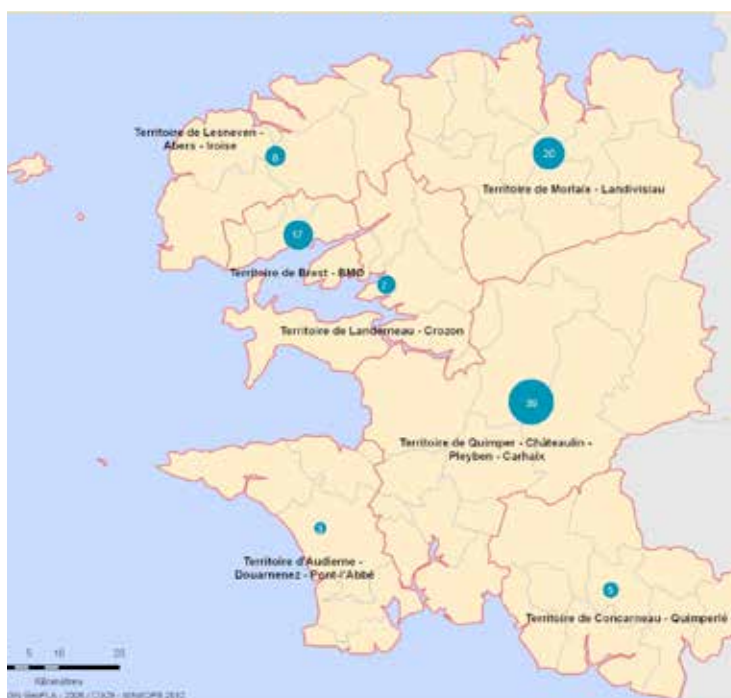 Territoire de Lesneven -
Abers - Iroise
8
20
Territoire de Morlaix - Landivisiau
17
Territoire de Brest - BMO
7
Territoire de Landerneau - Crozon
39
Territoire de Quimper - Châteaulin -
Pleyben - Carhaix
3
Territoire d'Audierne -
Douarnenez - Pont-l'Abbé
5
Territoire de Concarneau - Quimperlé
5 10 20
Kilomètres